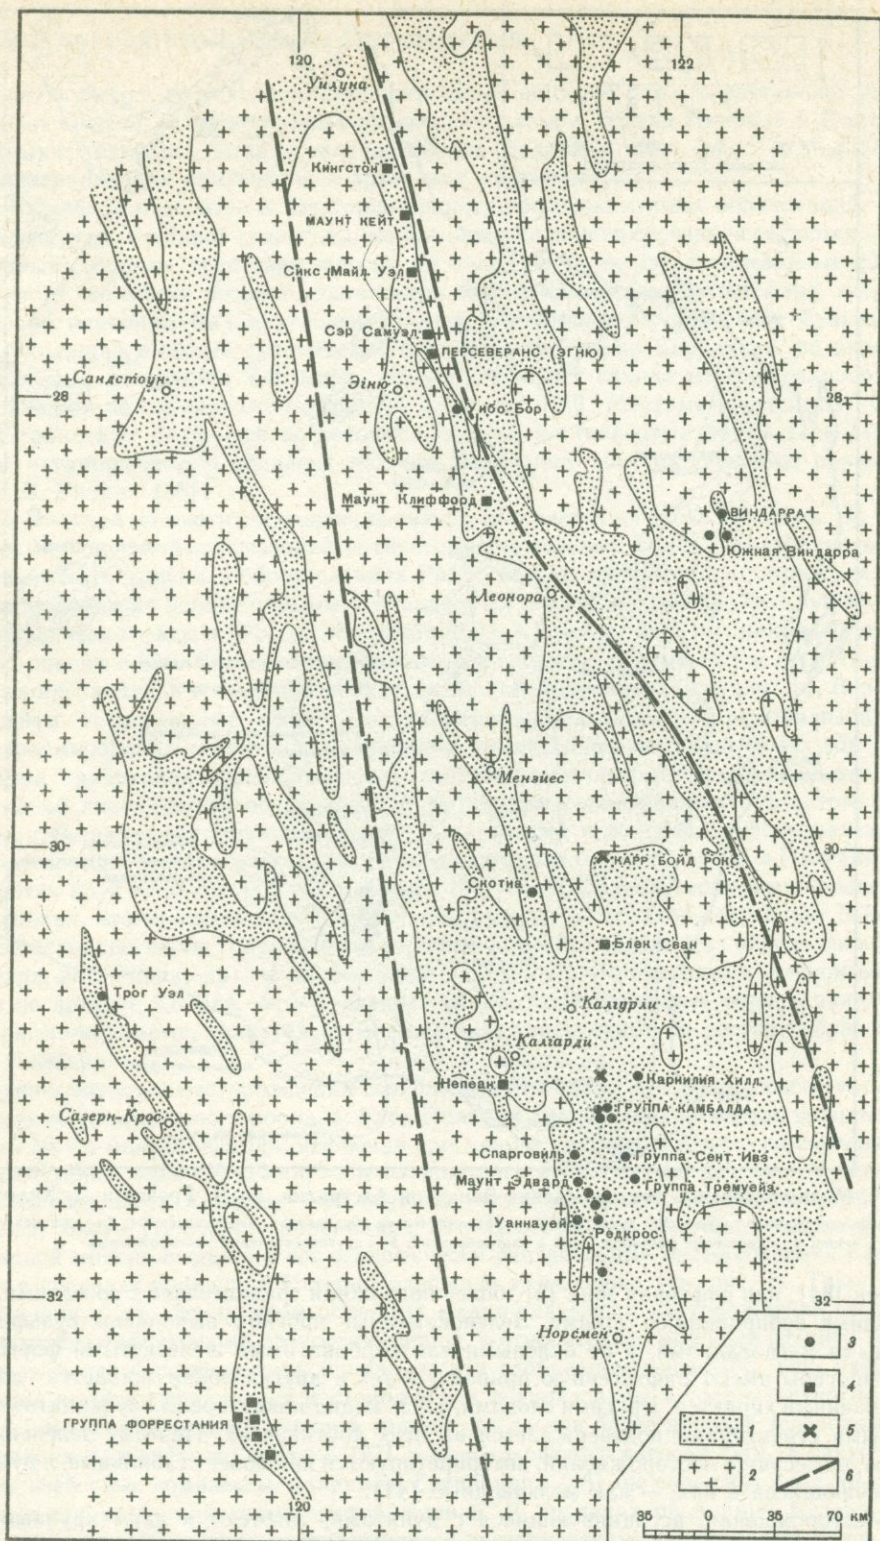 120
122
Уилуна
Кингстон
МАУНТ КЕЙТ
Сикс Майл Уэл
Сэр Самуэл
ПЕРСЕВЕРАНС (ЭГНЮ)
Сандстоун
Эгню
28
28
Маунт Клиффорд
ВИНДАРРА
Южная Виндарра
Леонора
Мензиес
30
30
КАРР БОЙД РОКС
Скотиа
Блек Сван
Трог Уэл
Калгурли
Калгарди
Непеан
Карнилия Хилл
ГРУППА КАМБАЛДА
Сазерн-Крос
Спарговиль
Группа Сент Ивз
Маунт Эдвард
Группа Тремуейз
Уаннауей
Редкрос
32
32
Норсмен
ГРУППА ФОРРЕСТАНИЯ
120
1
2
3
4
5
6
35 0 35 70 км